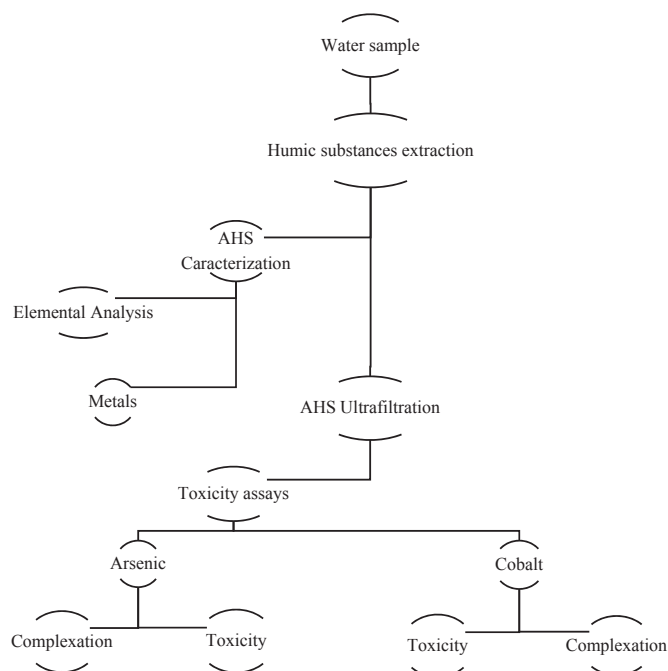 Water sample
Humic substances extraction
AHS
Caracterization
Elemental Analysis
Metals
AHS Ultrafiltration
Toxicity assays
Arsenic
Cobalt
Complexation
Toxicity
Toxicity
Complexation